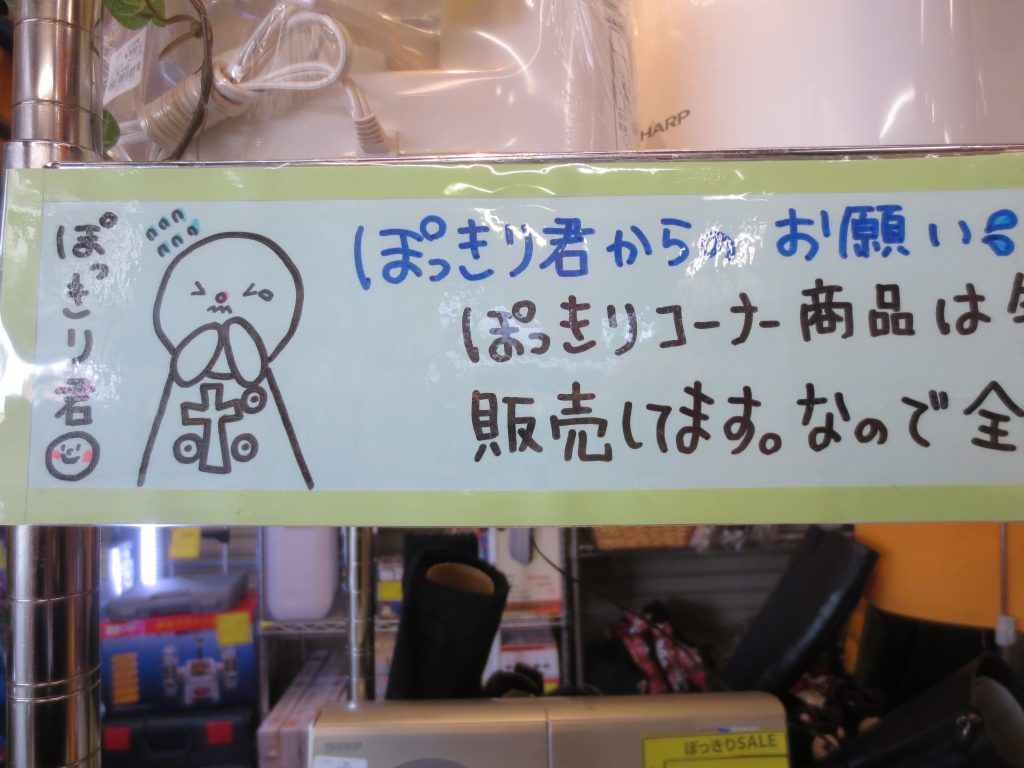 HARP
ぽっきり君
ぽっきり君からの お願い
ぽっきりコーナー商品は
販売してます。なので全
SHARP
ぽっきりSALE